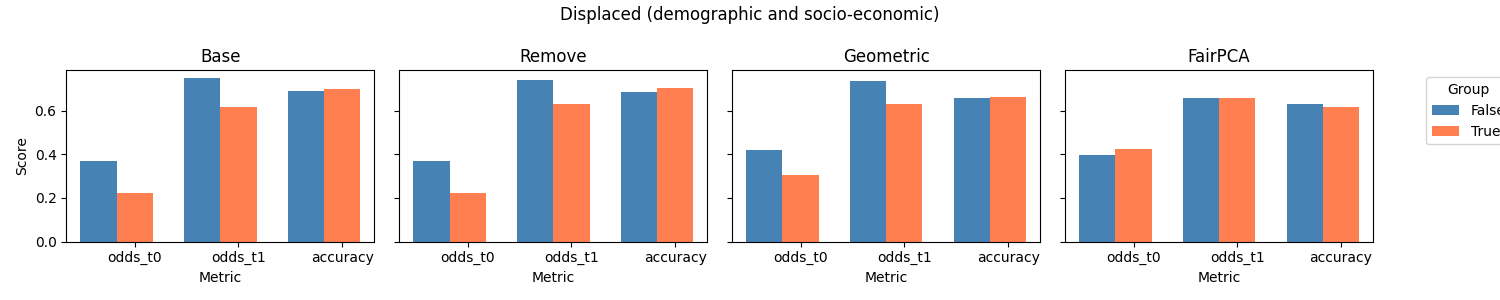 Displaced (demographic and socio-economic)
Base
Remove
Geometric
FairPCA
Group
False
True
Score
0.6
0.4
0.2
0.0
odds_t0
odds_t1
accuracy
odds_t0
odds_t1
accuracy
odds_t0
odds_t1
accuracy
odds_t0
odds_t1
accuracy
Metric
Metric
Metric
Metric